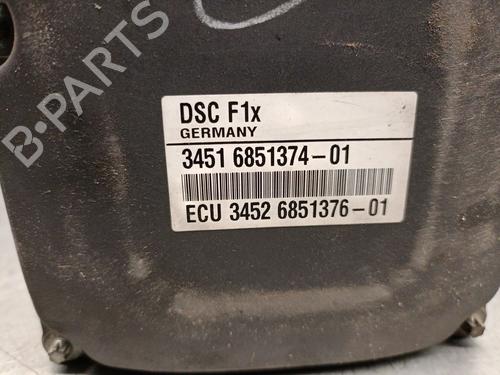 B-PARTS
DSC F1x
GERMANY
3451 6851374-01
ECU 3452 6851376-01